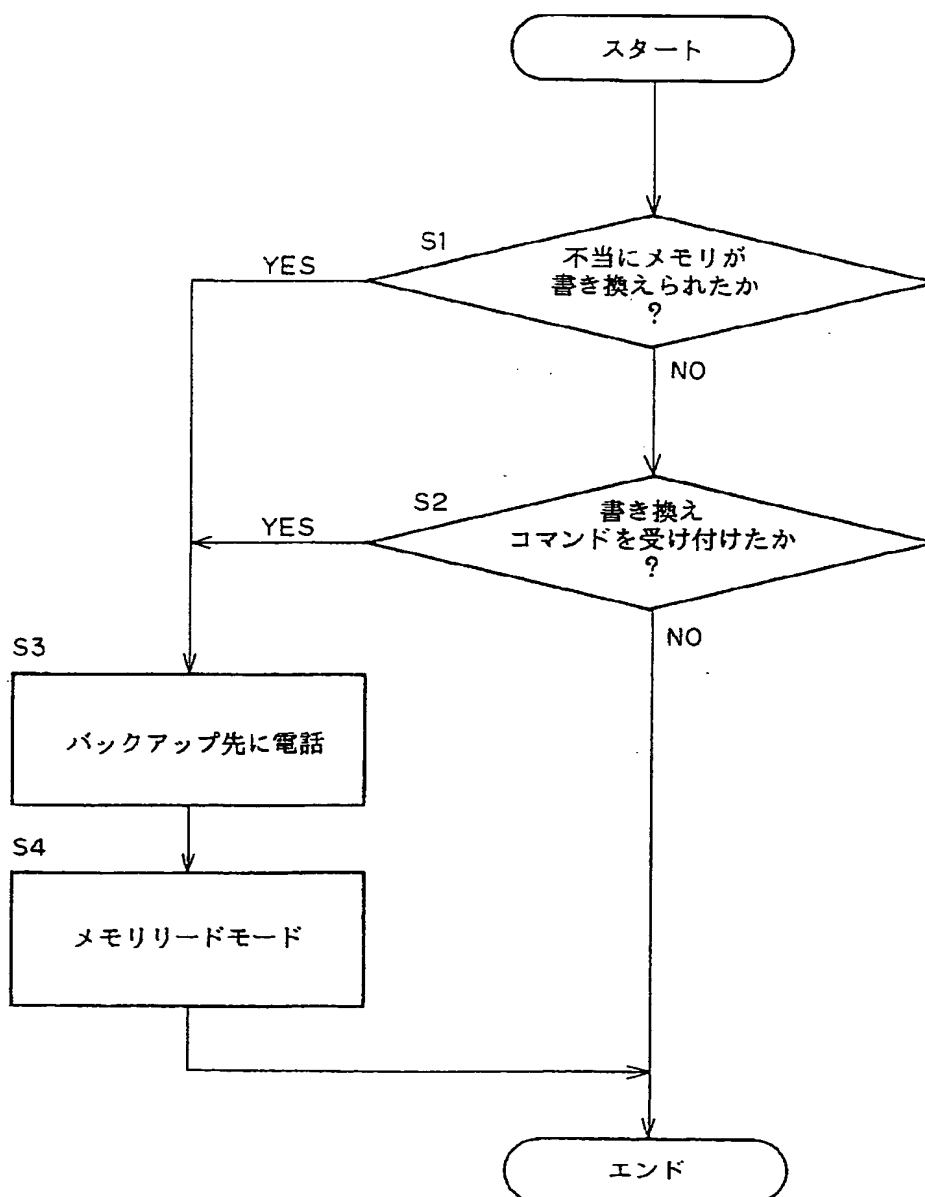 スタート
S1
不当にメモリが
書き換えられたか
?
YES
NO
S2
書き換え
コマンドを受け付けたか
?
YES
NO
S3
バックアップ先に電話
S4
メモリリードモード
エンド